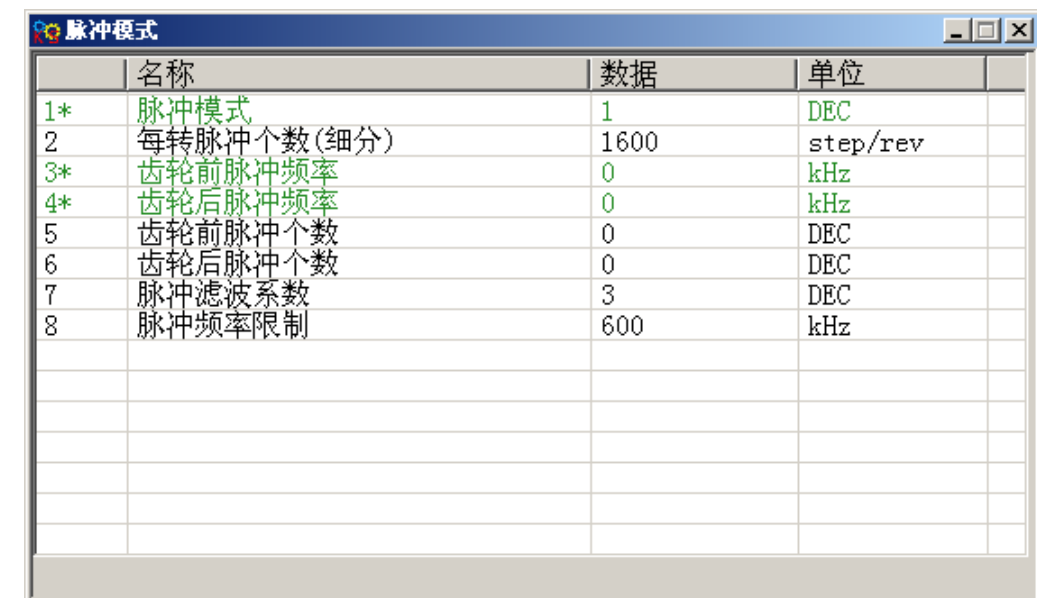 脉冲模式
名称 数据 单位
1* 脉冲模式 1 DEC
2 每转脉冲个数(细分) 1600 step/rev
3* 齿轮前脉冲频率 0 kHz
4* 齿轮后脉冲频率 0 kHz
5 齿轮前脉冲个数 0 DEC
6 齿轮后脉冲个数 0 DEC
7 脉冲滤波系数 3 DEC
8 脉冲频率限制 600 kHz